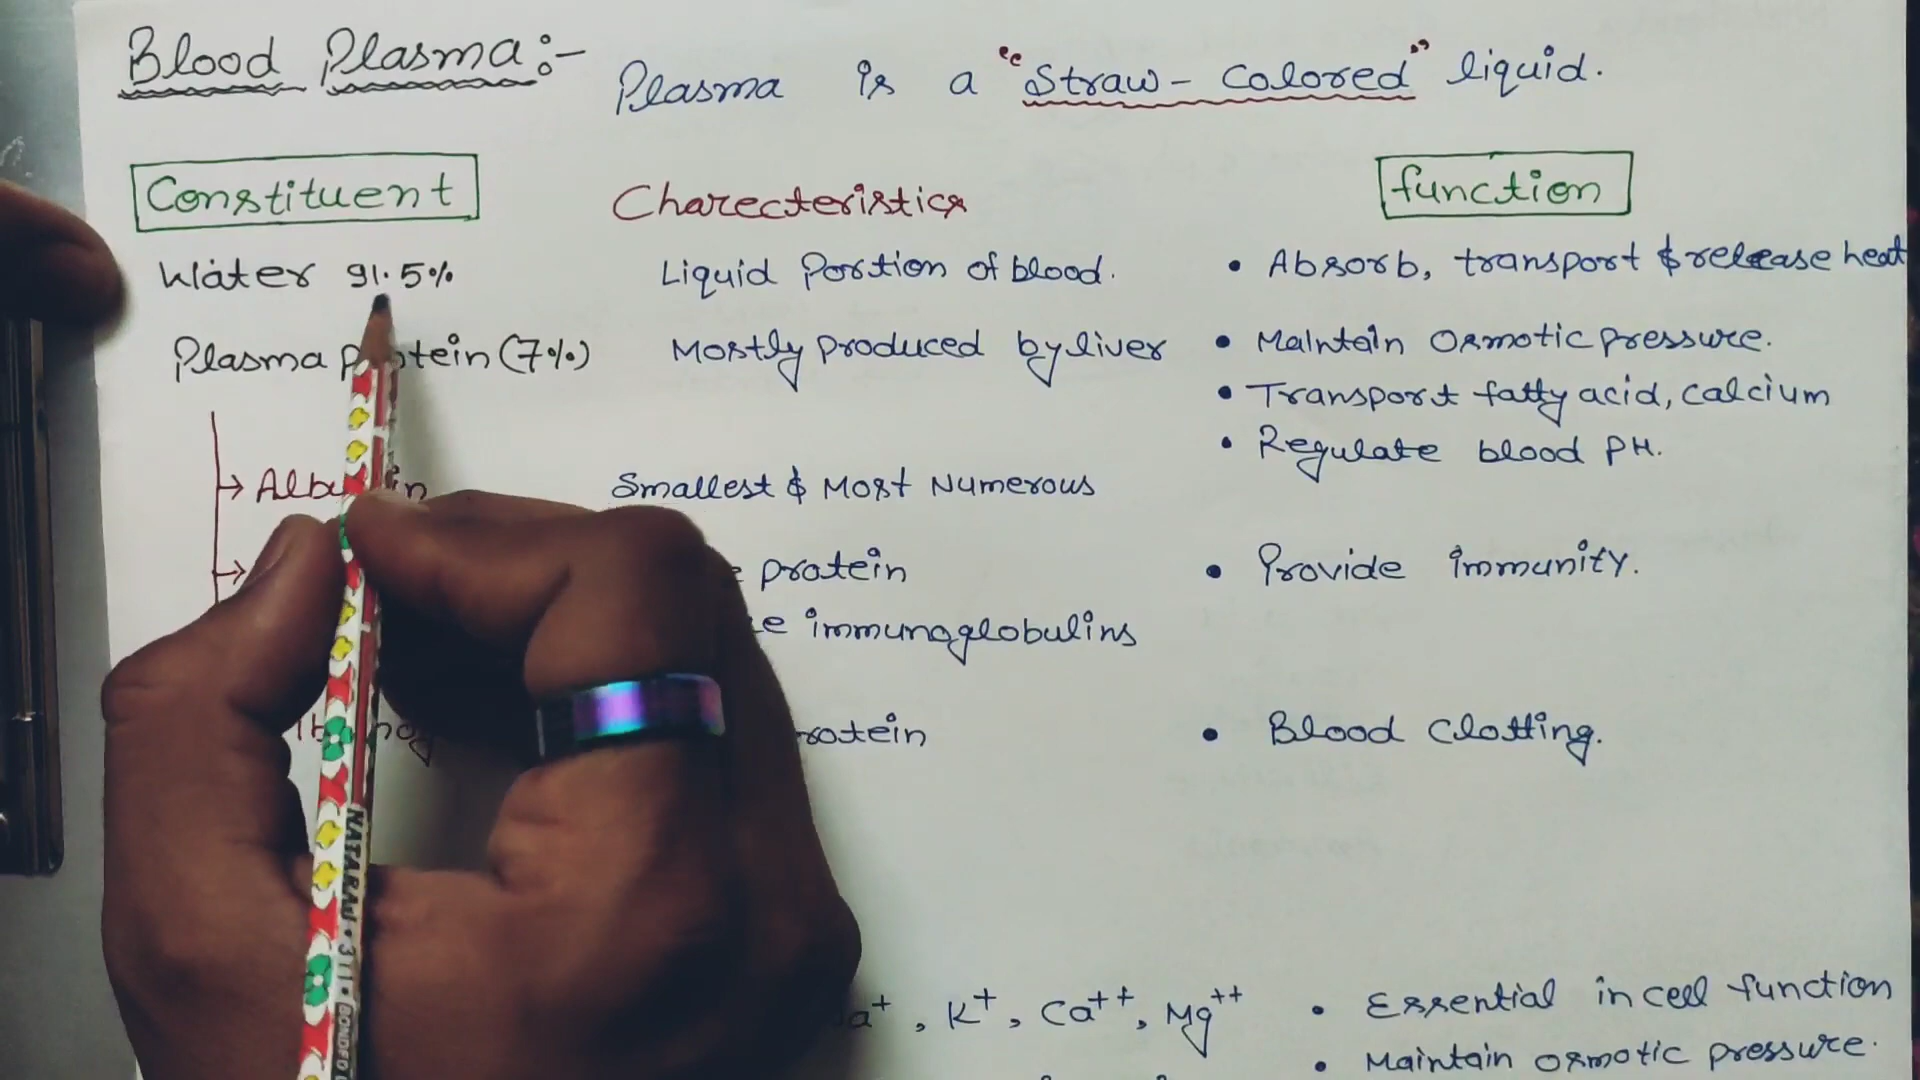 Blood Plasma:-
Plasma is a "Straw-Colored" liquid.
Constituent Charecteristics function
Water 91.5% Liquid Portion of blood. • Absorb, transport & release heat
Plasma protein (7%) Mostly produced by liver • Maintain Osmotic pressure.
• Transport fatty acid, calcium
• Regulate blood PH.
→ Albumin Smallest & Most Numerous
protein • Provide immunity.
immunoglobulins
protein • Blood Clotting.
K+, Ca++, Mg++ • Essential in cell function
• Maintain osmotic pressure.
NATARAJ • 311 •